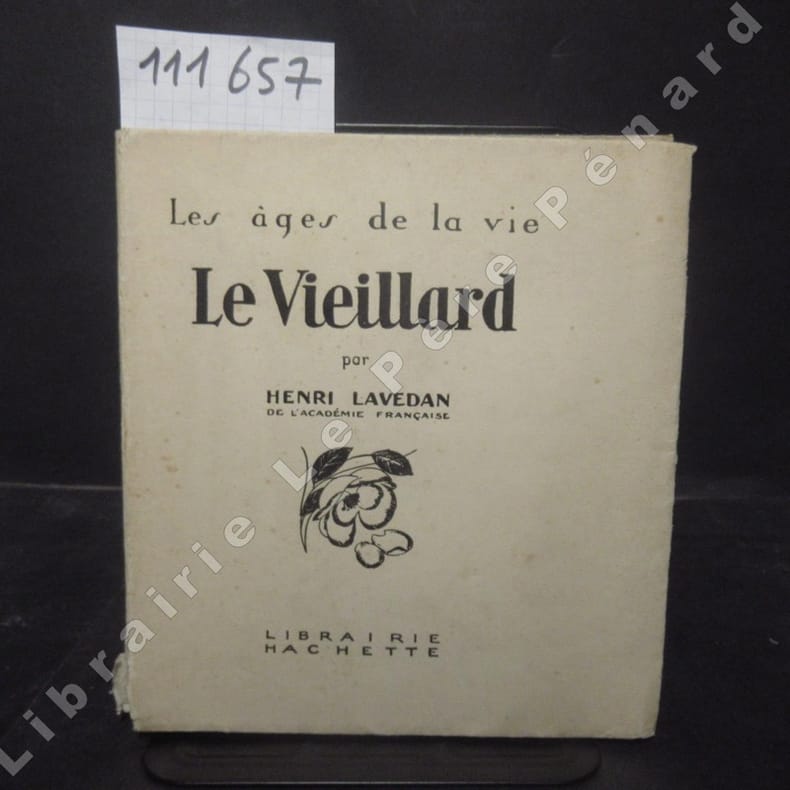 111 657
Les âges de la vie
Le Vieillard
par
HENRI LAVEDAN
DE L'ACADÉMIE FRANÇAISE
LIBRAIRIE
HACHETTE
Librairie Le Père Pénard